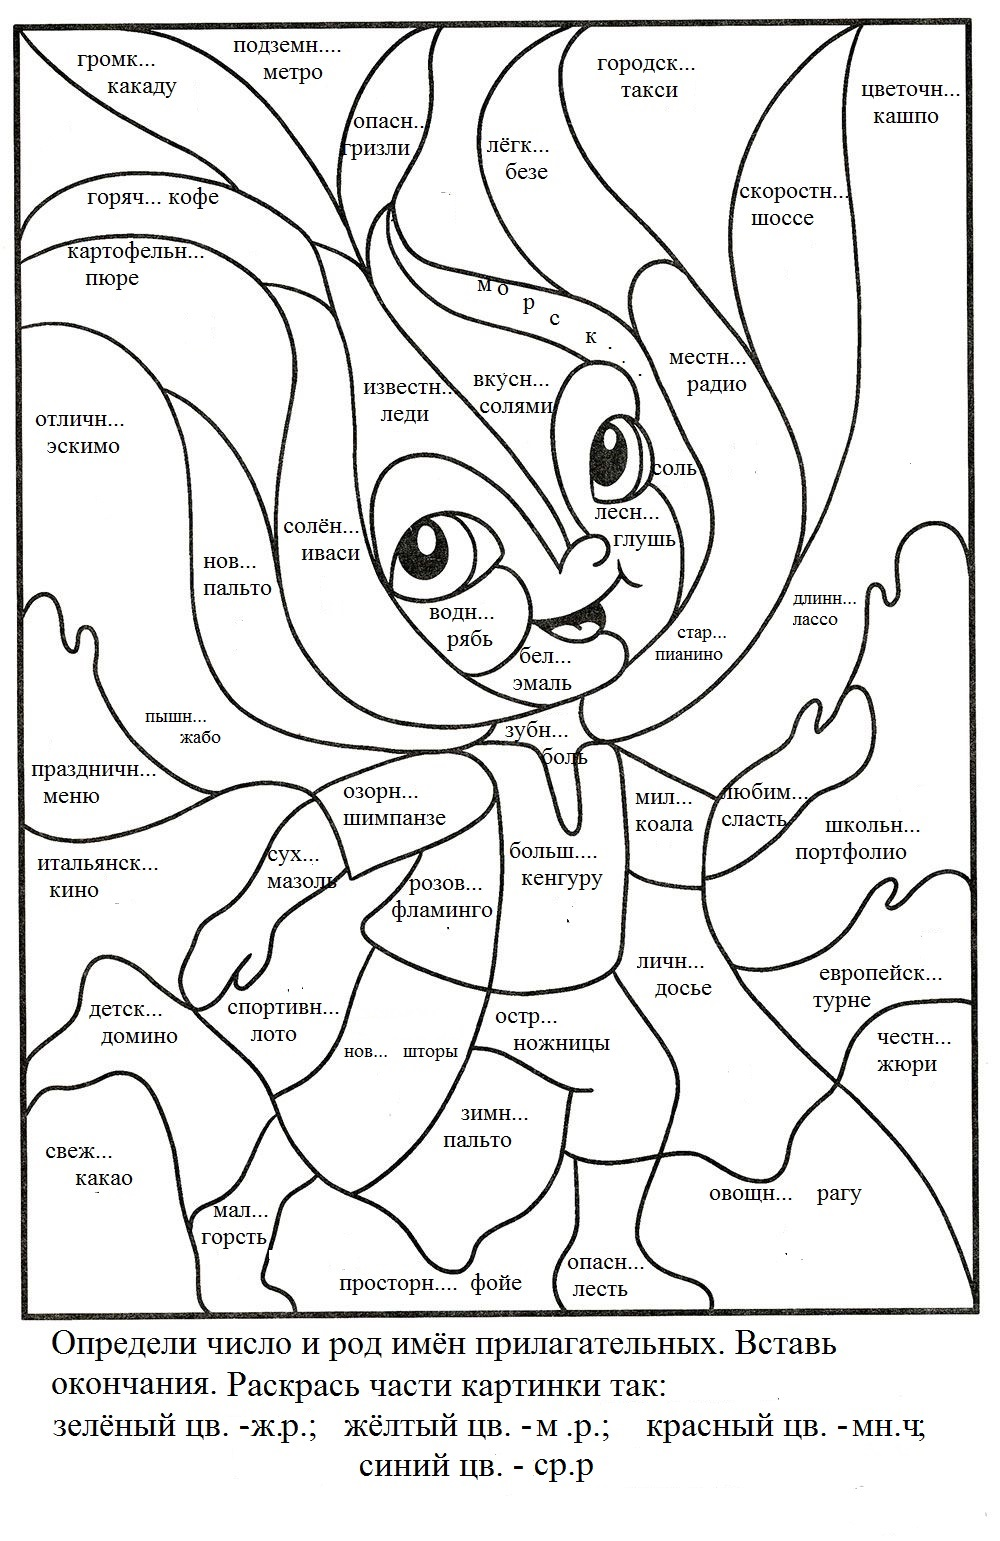 громк...
какаду
подземн....
метро
опасн..
гризли
лёгк...
безе
городск...
такси
цветочн...
кашпо
горяч... кофе
скоростн...
шоссе
картофельн...
пюре
морск...
соль
местн...
радио
известн...
леди
вкусн...
солями
отличн...
эскимо
солён...
иваси
лесн...
глушь
нов...
пальто
водн...
рябь
длинн...
лассо
стар...
пианино
бел...
эмаль
пышн...
жабо
зубн...
боль
праздничн...
меню
озорн...
шимпанзе
мил...
коала
любим...
сласть
школьн...
портфолио
итальянск...
кино
сух...
мазоль
розов...
фламинго
больш....
кенгуру
личн...
досье
европейск...
турне
детск...
домино
спортивн...
лото
нов... шторы
остр...
ножницы
честн...
жюри
зимн...
пальто
свеж...
какао
мал...
горсть
овощн... рагу
просторн.... фойе
опасн...
лесть
Определи число и род имён прилагательных. Вставь
окончания. Раскрась части картинки так:
зелёный цв. -ж.р.; жёлтый цв. - м .р.; красный цв. - мн.ч;
синий цв. - ср.р